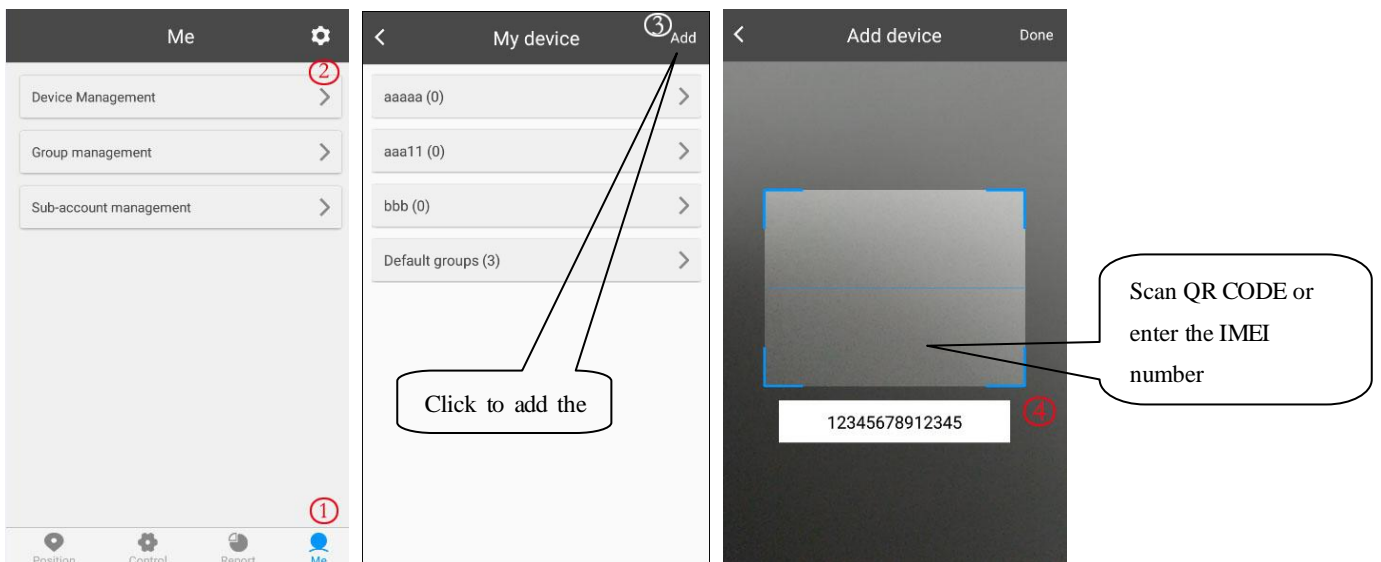 Me
②
Device Management
Group management
Sub-account management
①
Position Control Report Me
My device
③
Add
aaaaa (0)
aaa11 (0)
bbb (0)
Default groups (3)
Click to add the
Add device
Done
12345678912345
④
Scan QR CODE or
enter the IMEI
number